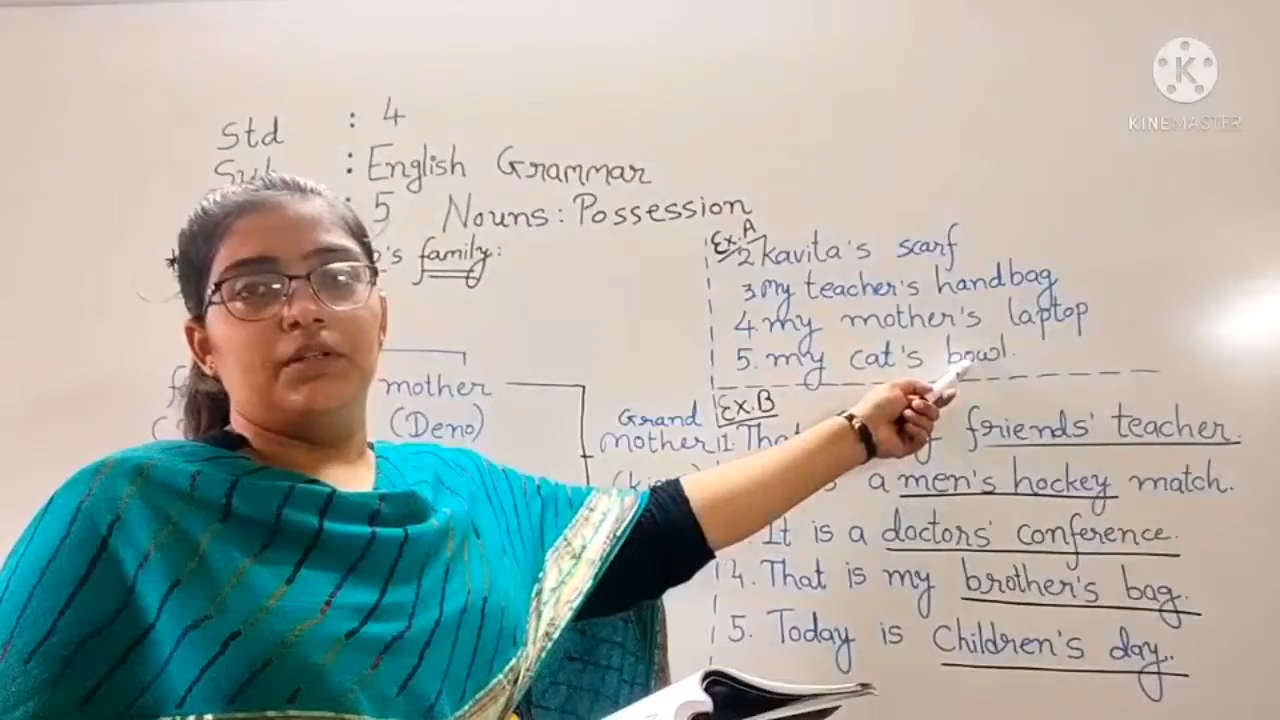 Std : 4
Sub : English Grammar
: 5 Nouns: Possession
's family:
mother
(Deno)
Grand
mother
Ex. A
2 Kavita's scarf
3 My teacher's handbag
4. my mother's laptop
5. my cat's bowl.
Ex. B
1. That friends' teacher.
a men's hockey match.
It is a doctors' conference.
4. That is my brother's bag.
5. Today is Children's day.
KINEMASTER